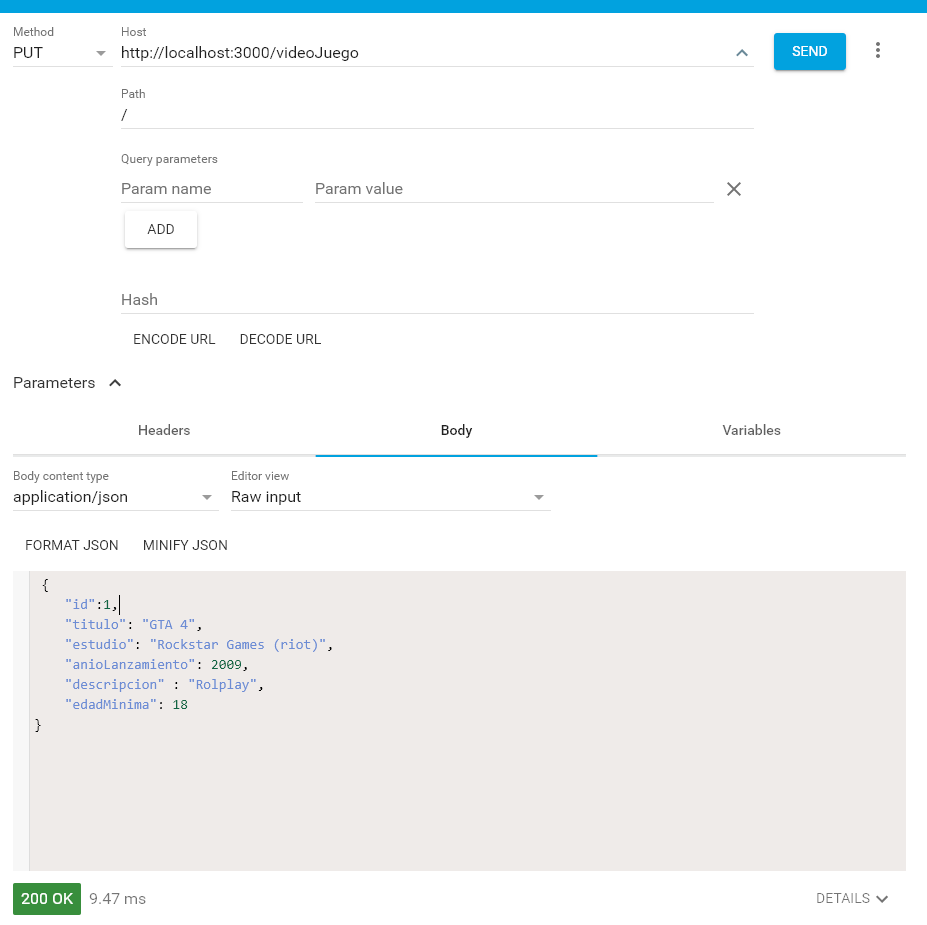 Method Host
PUT http://localhost:3000/videoJuego SEND
Path
/
Query parameters
Param name Param value
ADD
Hash
ENCODE URL DECODE URL
Parameters
Headers Body Variables
Body content type Editor view
application/json Raw input
FORMAT JSON MINIFY JSON
{
"id":1,
"titulo": "GTA 4",
"estudio": "Rockstar Games (riot)",
"anioLanzamiento": 2009,
"descripcion" : "Rolplay",
"edadMinima": 18
}
200 OK 9.47 ms DETAILS